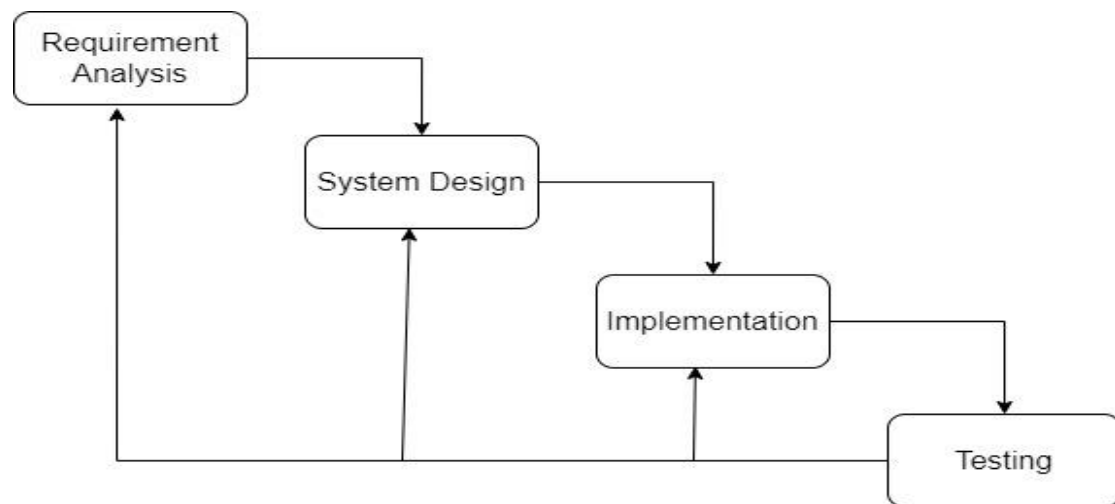 Requirement
Analysis
System Design
Implementation
Testing